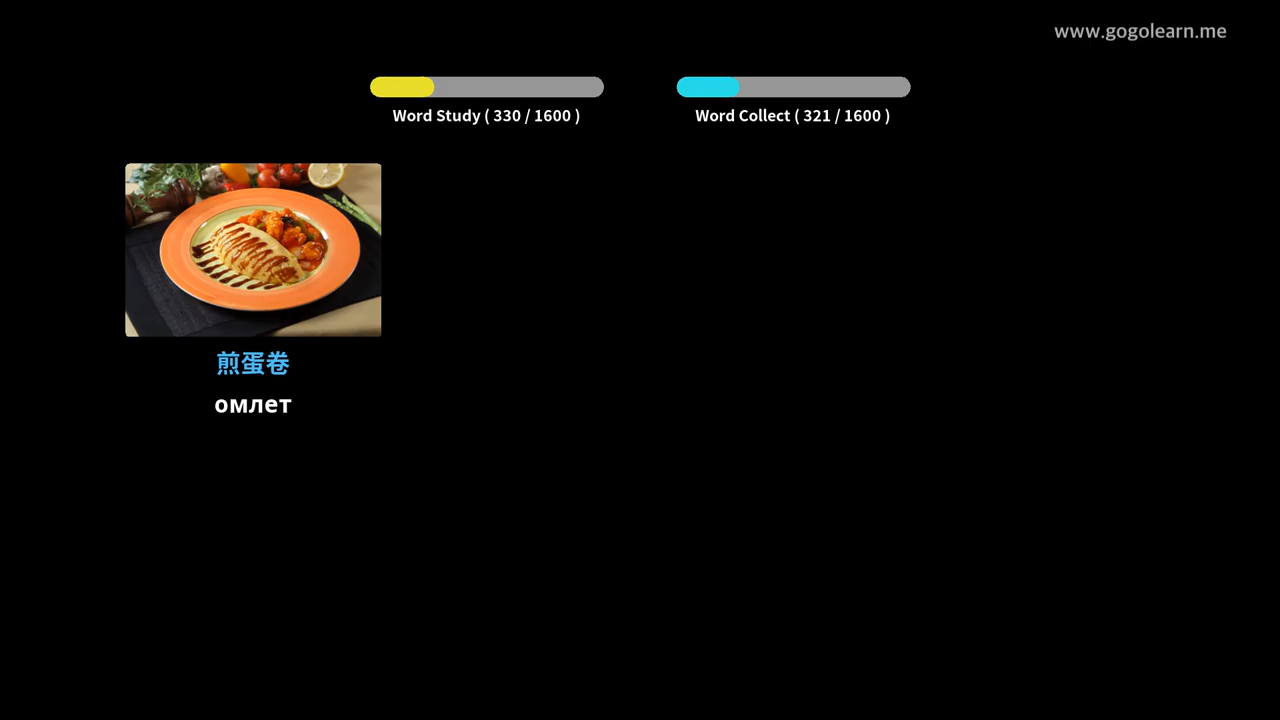 www.gogolearn.me
Word Study ( 330 / 1600 )
Word Collect ( 321 / 1600 )
煎蛋卷
омлет